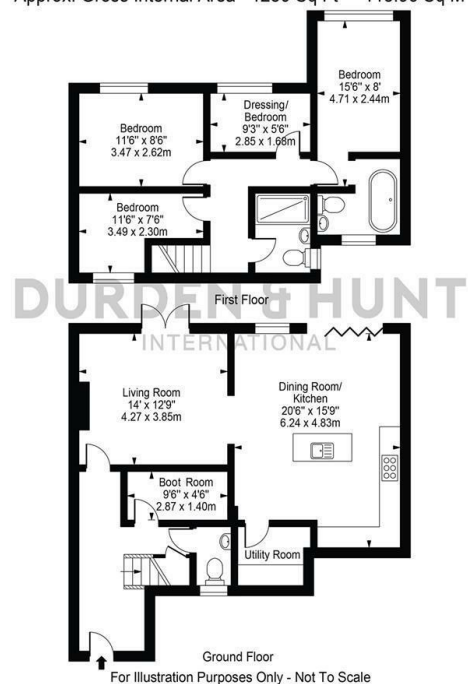 Bedroom
15'6" x 8'
4.71 x 2.44m
Bedroom
11'6" x 8'6"
3.47 x 2.62m
Dressing/
Bedroom
9'3" x 5'6"
2.85 x 1.68m
Bedroom
11'6" x 7'6"
3.49 x 2.30m
First Floor
DURDEN & HUNT
INTERNATIONAL
Living Room
14' x 12'9"
4.27 x 3.85m
Dining Room/
Kitchen
20'6" x 15'9"
6.24 x 4.83m
Boot Room
9'6" x 4'6"
2.87 x 1.40m
Utility Room
Ground Floor
For Illustration Purposes Only - Not To Scale